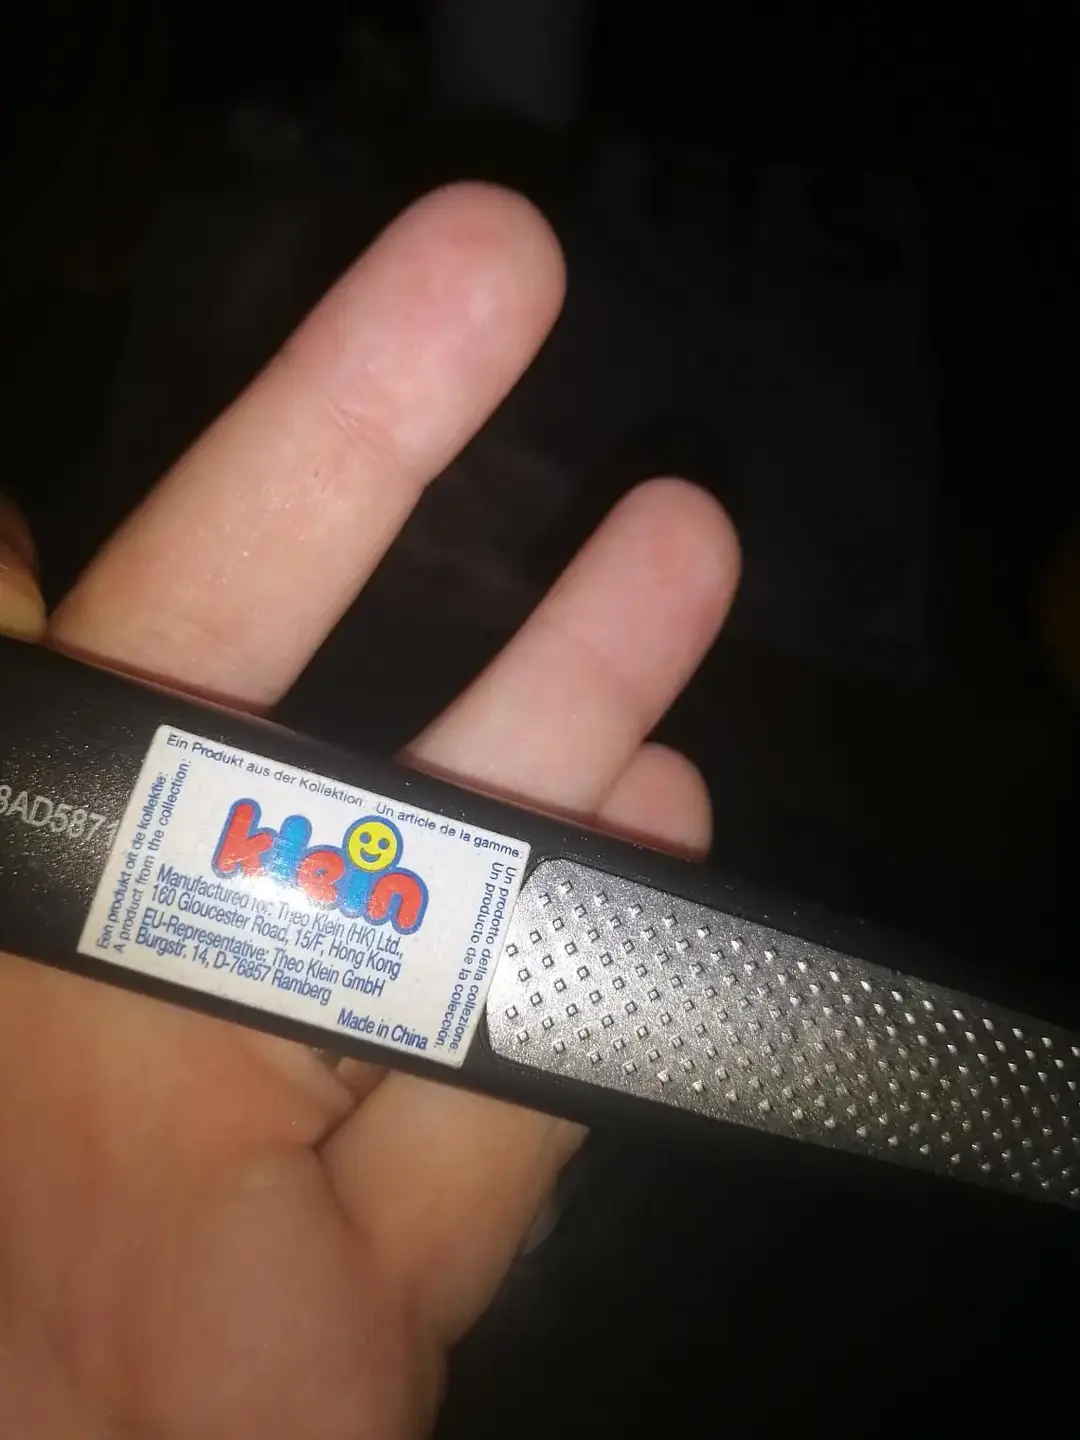 Ein Produkt aus der Kollektion: Un article de la gamme:
Een produkt uit de kollektie:
A product from the collection:
klein
Manufactured for: Theo Klein (HK) Ltd.,
160 Gloucester Road, 15/F, Hong Kong
EU-Representative: Theo Klein GmbH
Burgstr. 14, D-76857 Ramberg
Made in China
Un prodotto della collezione:
Un producto de la colección: